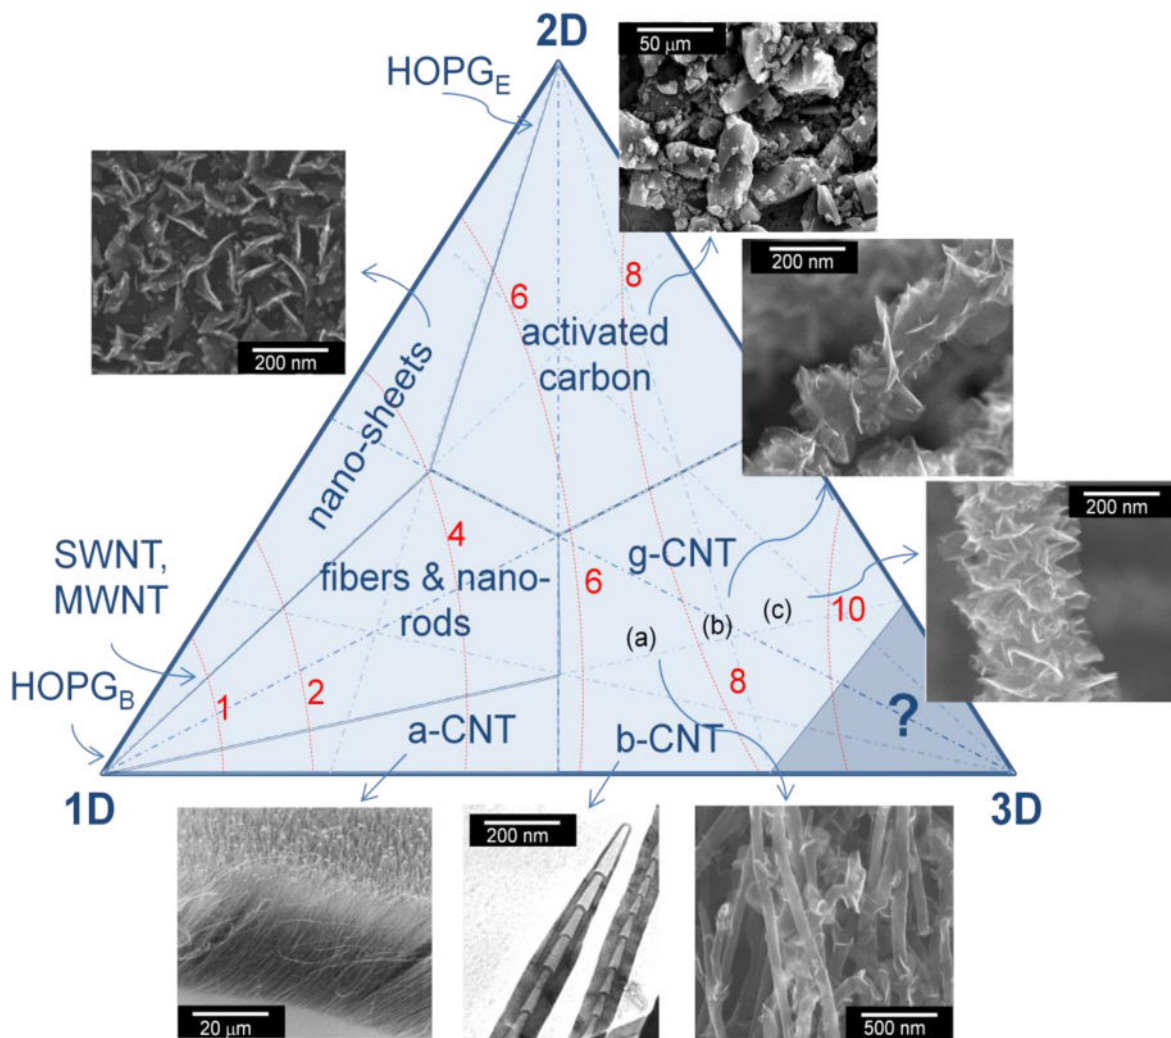 2D
50 μm
HOPG_E
200 nm
8
6
200 nm
activated
carbon
nano-sheets
200 nm
SWNT,
MWNT
4
g-CNT
fibers & nano-
rods
6
(a)
(b)
(c)
10
HOPG_B
1
2
8
?
a-CNT
b-CNT
1D
3D
200 nm
20 μm
500 nm